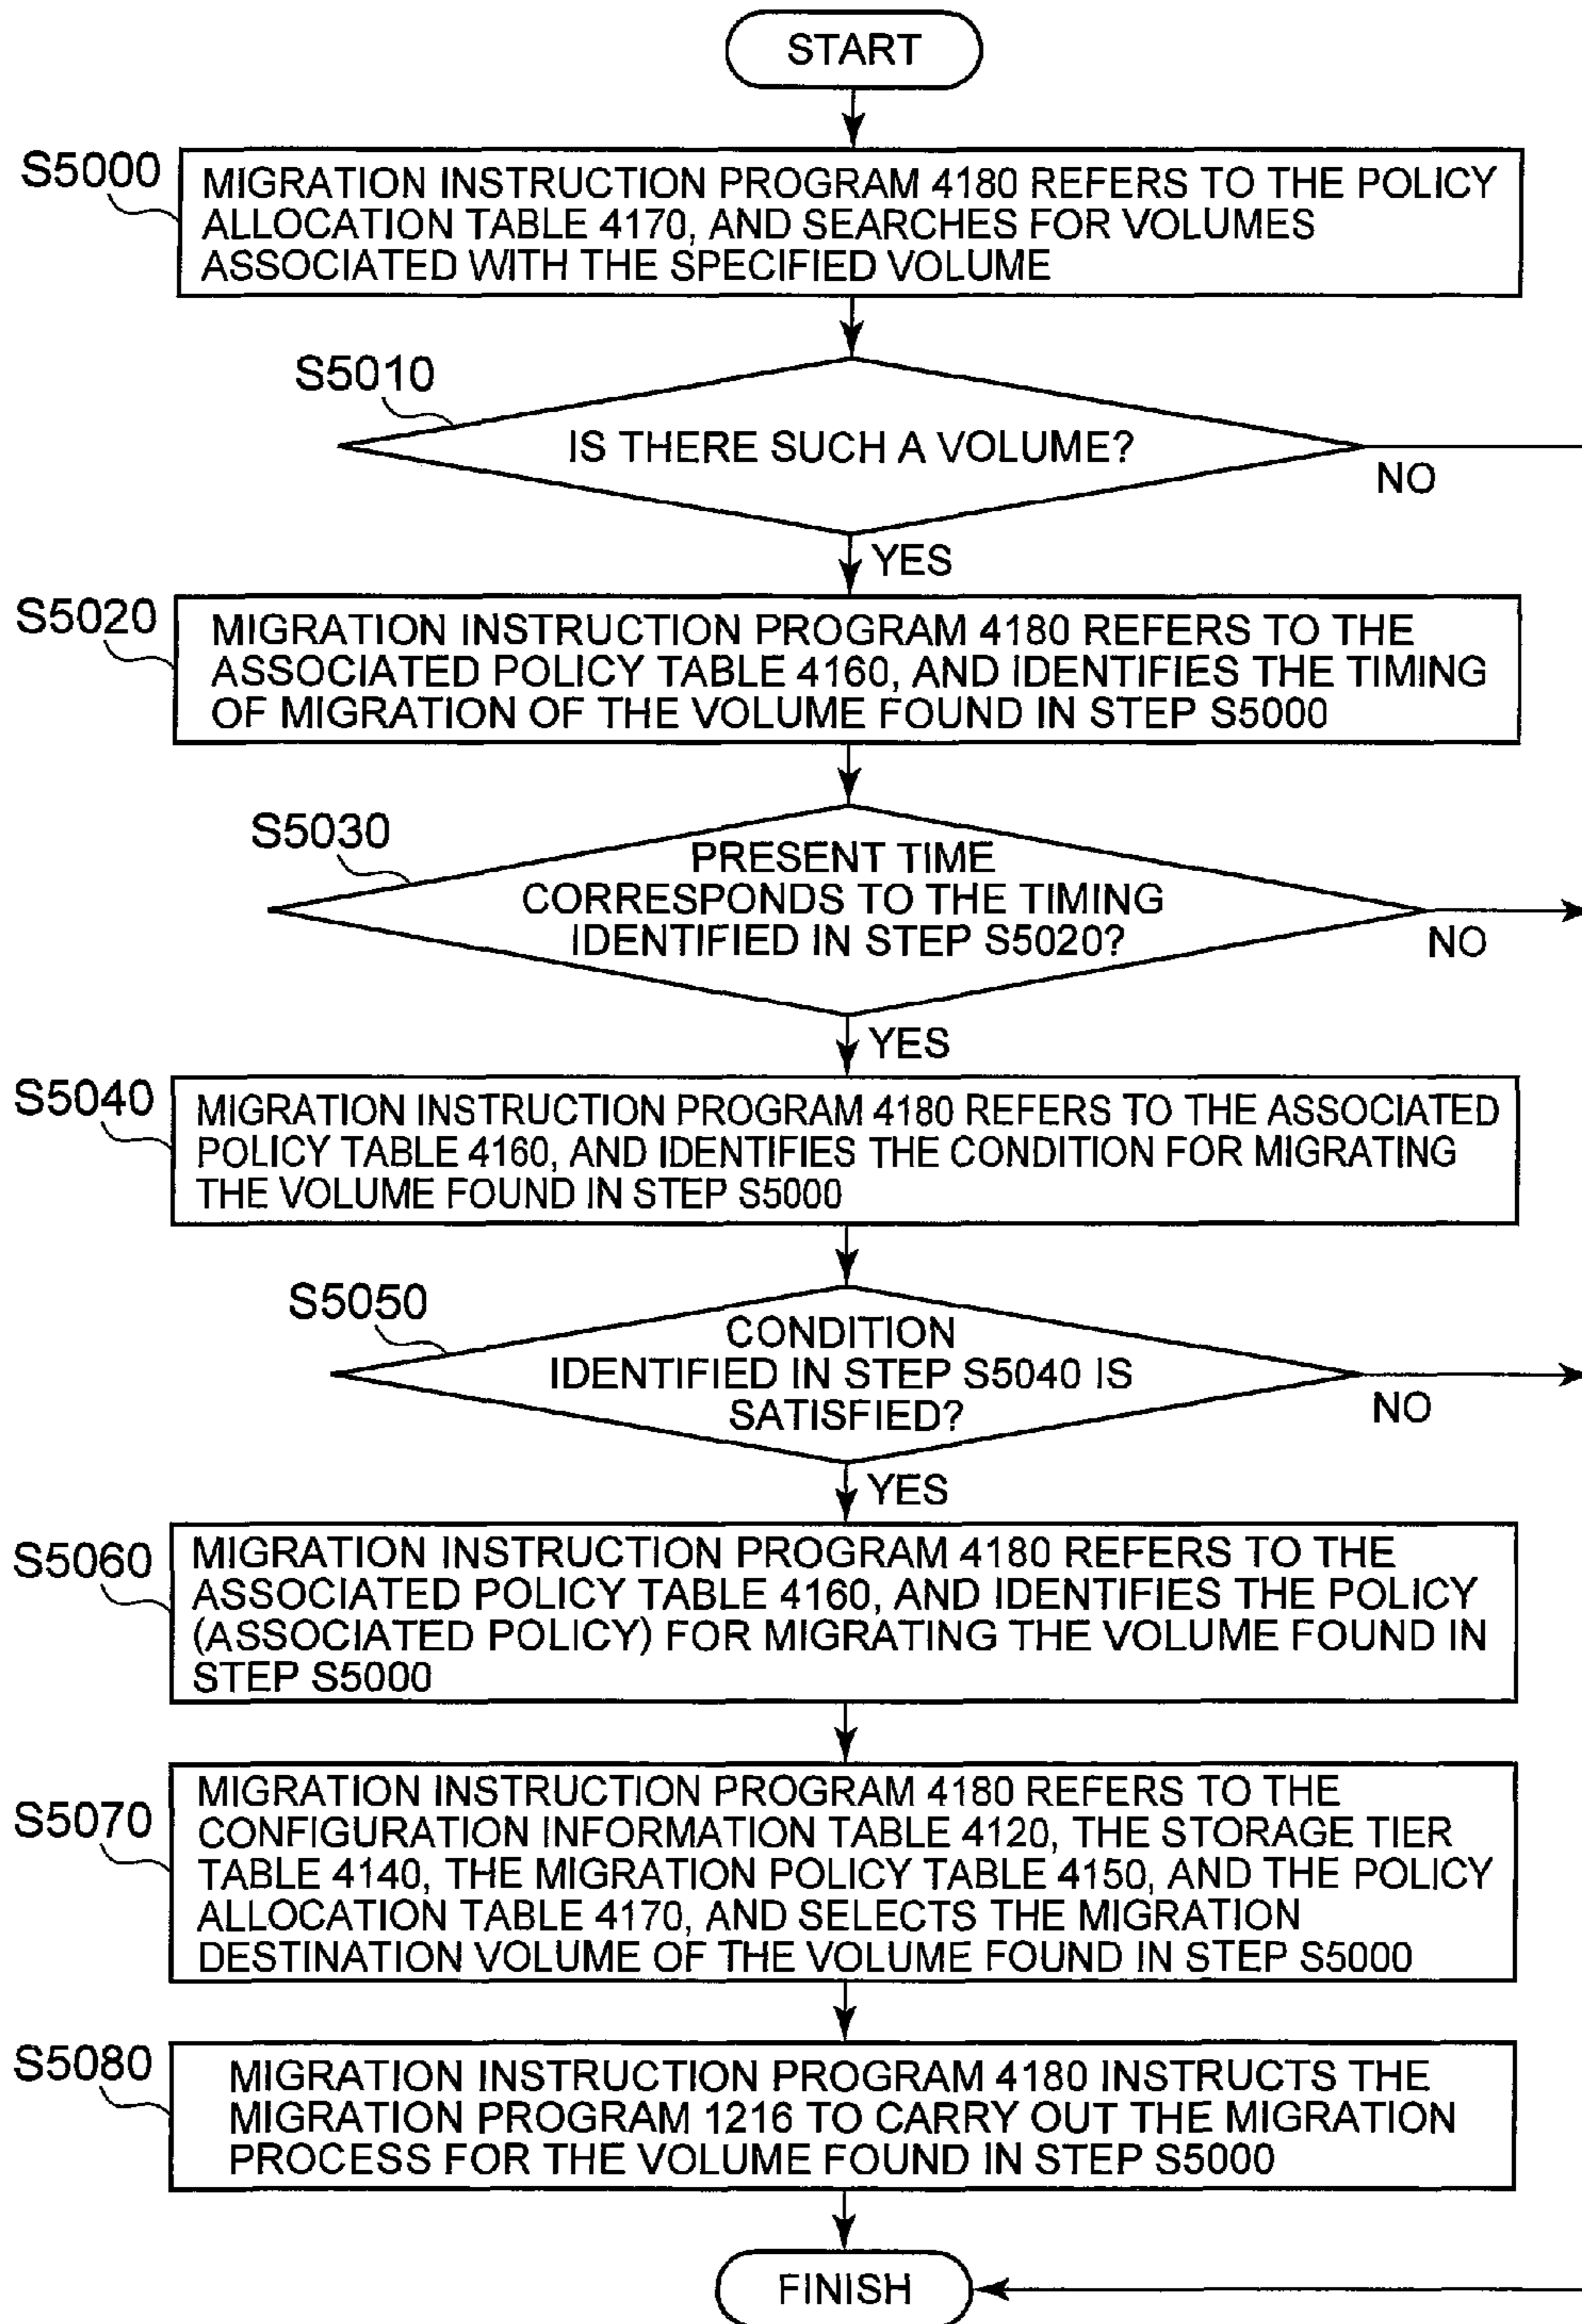 START
S5000
MIGRATION INSTRUCTION PROGRAM 4180 REFERS TO THE POLICY
ALLOCATION TABLE 4170, AND SEARCHES FOR VOLUMES
ASSOCIATED WITH THE SPECIFIED VOLUME
S5010
IS THERE SUCH A VOLUME?
NO
YES
S5020
MIGRATION INSTRUCTION PROGRAM 4180 REFERS TO THE
ASSOCIATED POLICY TABLE 4160, AND IDENTIFIES THE TIMING
OF MIGRATION OF THE VOLUME FOUND IN STEP S5000
S5030
PRESENT TIME
CORRESPONDS TO THE TIMING
IDENTIFIED IN STEP S5020?
NO
YES
S5040
MIGRATION INSTRUCTION PROGRAM 4180 REFERS TO THE ASSOCIATED
POLICY TABLE 4160, AND IDENTIFIES THE CONDITION FOR MIGRATING
THE VOLUME FOUND IN STEP S5000
S5050
CONDITION
IDENTIFIED IN STEP S5040 IS
SATISFIED?
NO
YES
S5060
MIGRATION INSTRUCTION PROGRAM 4180 REFERS TO THE
ASSOCIATED POLICY TABLE 4160, AND IDENTIFIES THE POLICY
(ASSOCIATED POLICY) FOR MIGRATING THE VOLUME FOUND IN
STEP S5000
S5070
MIGRATION INSTRUCTION PROGRAM 4180 REFERS TO THE
CONFIGURATION INFORMATION TABLE 4120, THE STORAGE TIER
TABLE 4140, THE MIGRATION POLICY TABLE 4150, AND THE POLICY
ALLOCATION TABLE 4170, AND SELECTS THE MIGRATION
DESTINATION VOLUME OF THE VOLUME FOUND IN STEP S5000
S5080
MIGRATION INSTRUCTION PROGRAM 4180 INSTRUCTS THE
MIGRATION PROGRAM 1216 TO CARRY OUT THE MIGRATION
PROCESS FOR THE VOLUME FOUND IN STEP S5000
FINISH